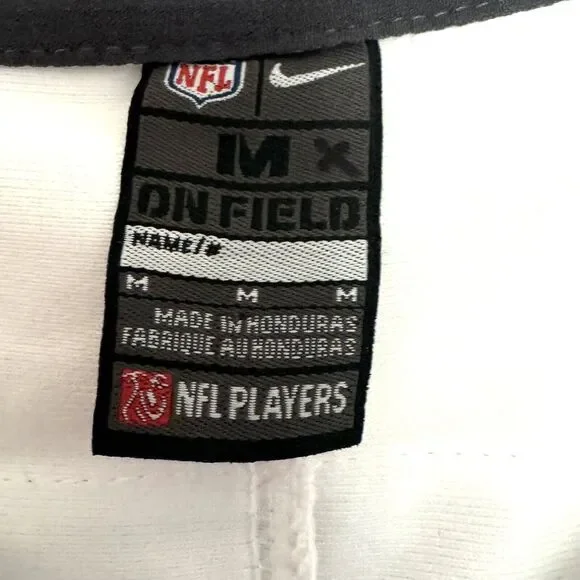 NFL
M
ON FIELD
NAME/#
M M M
MADE IN HONDURAS
FABRIQUE AU HONDURAS
NFL PLAYERS